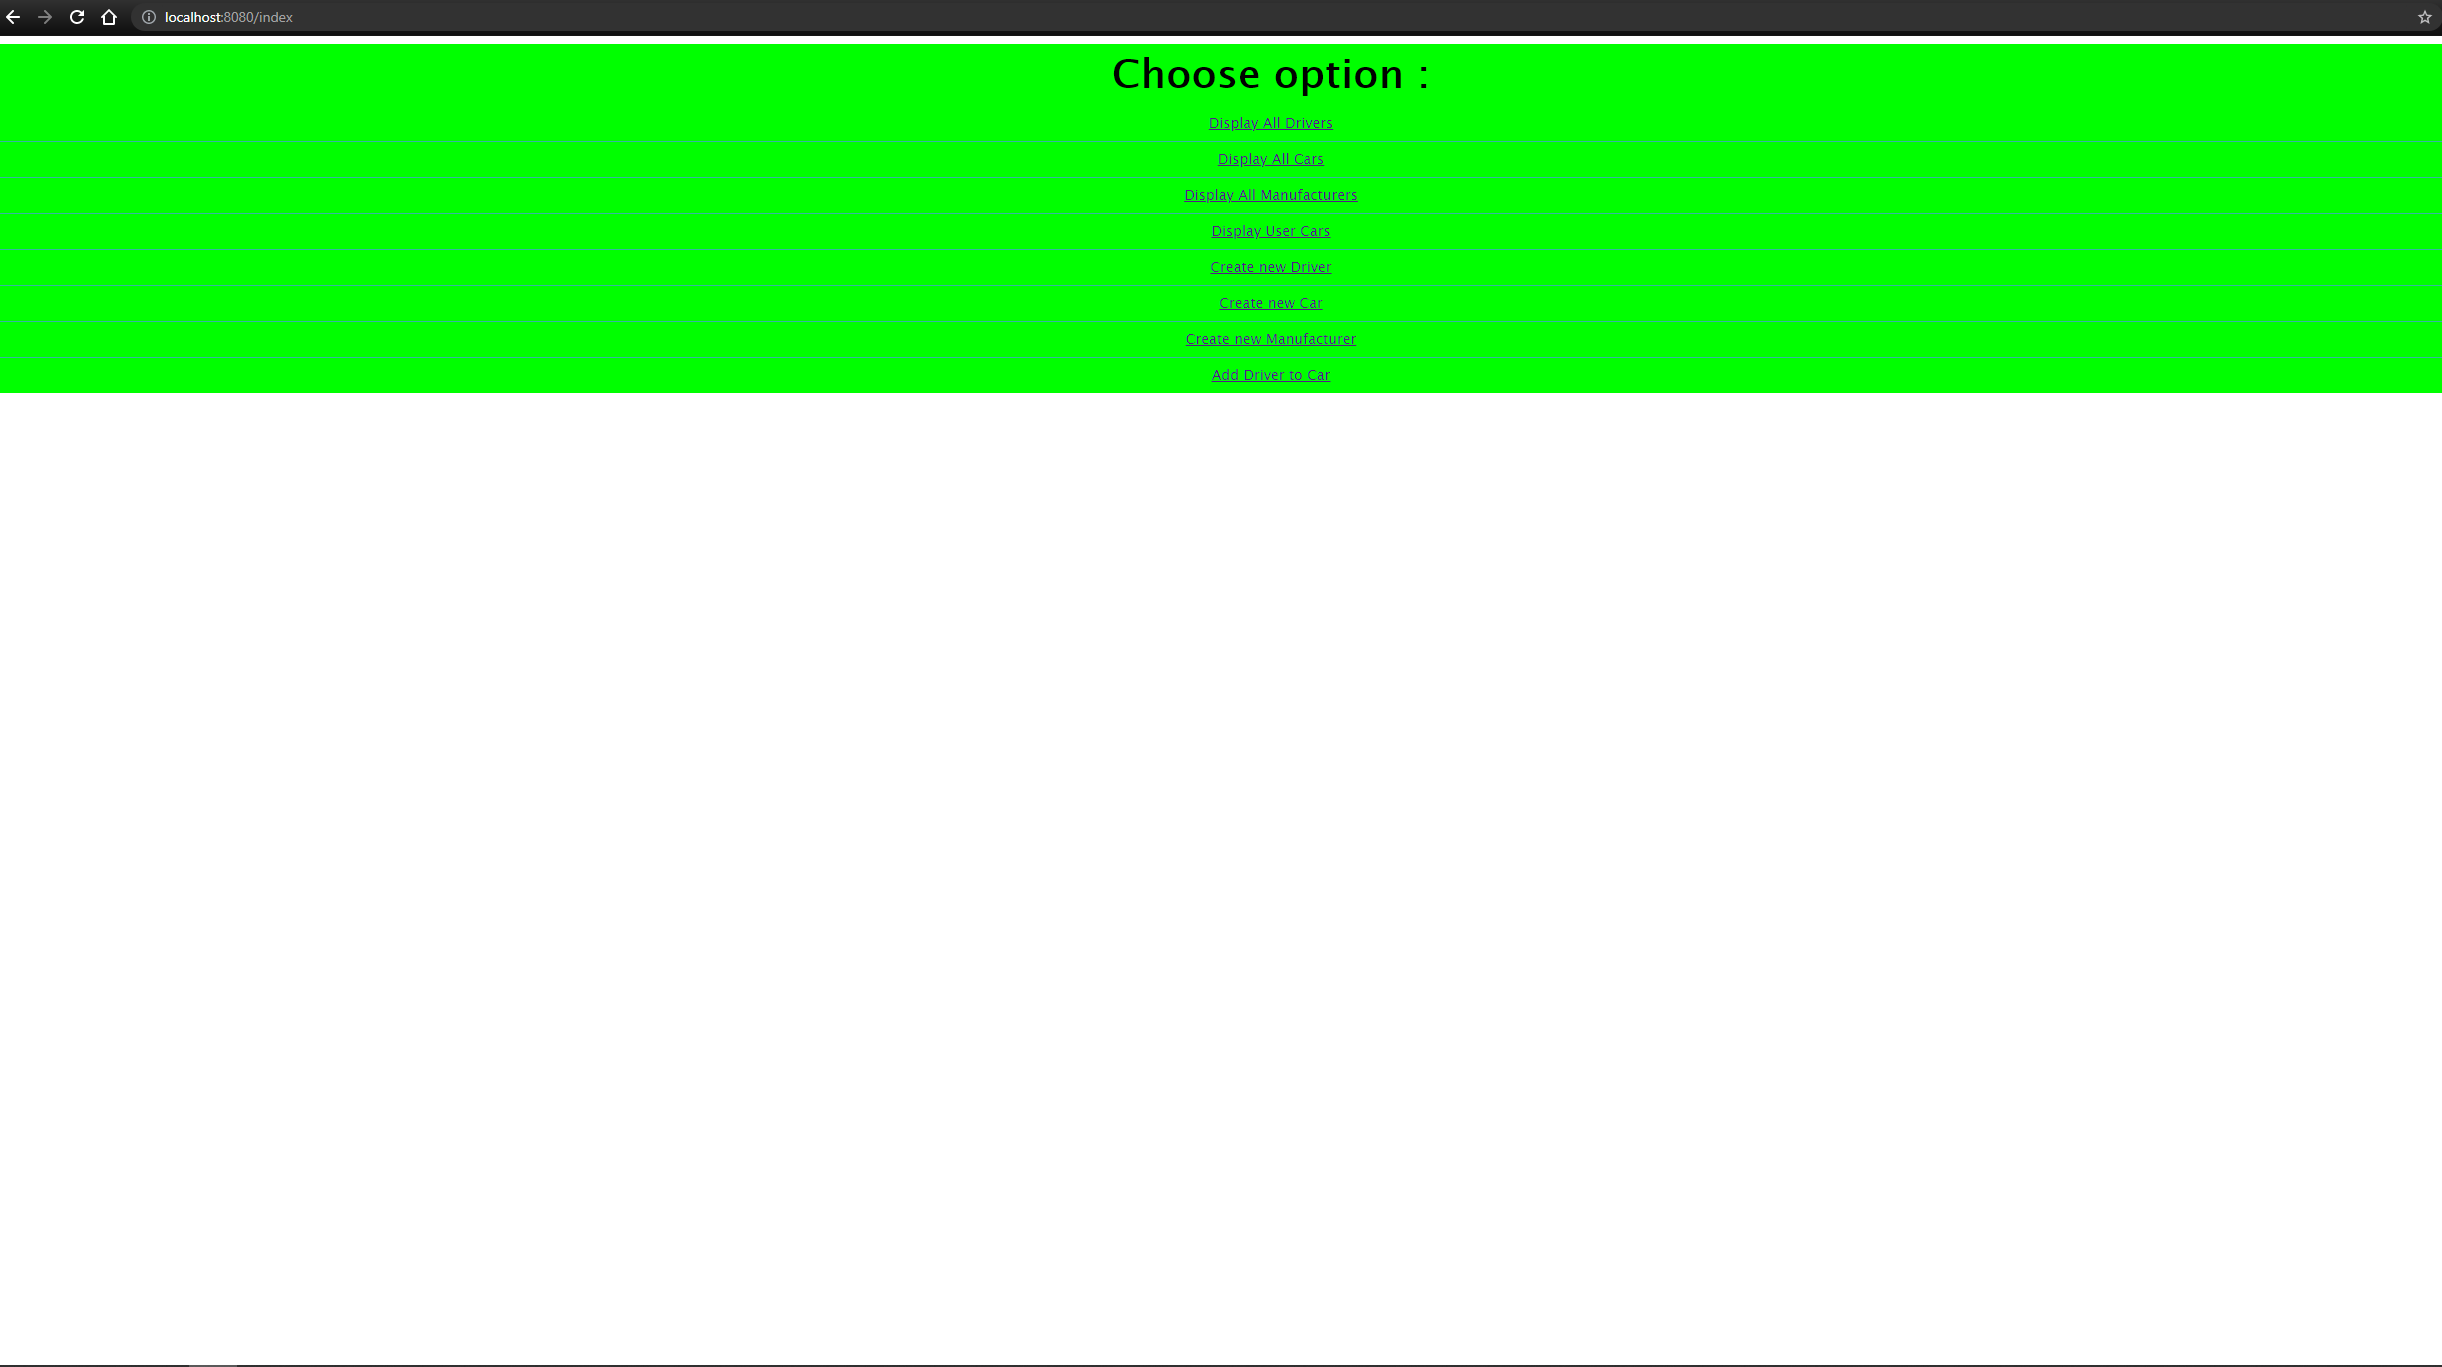 localhost:8080/index
Choose option :
Display All Drivers
Display All Cars
Display All Manufacturers
Display User Cars
Create new Driver
Create new Car
Create new Manufacturer
Add Driver to Car